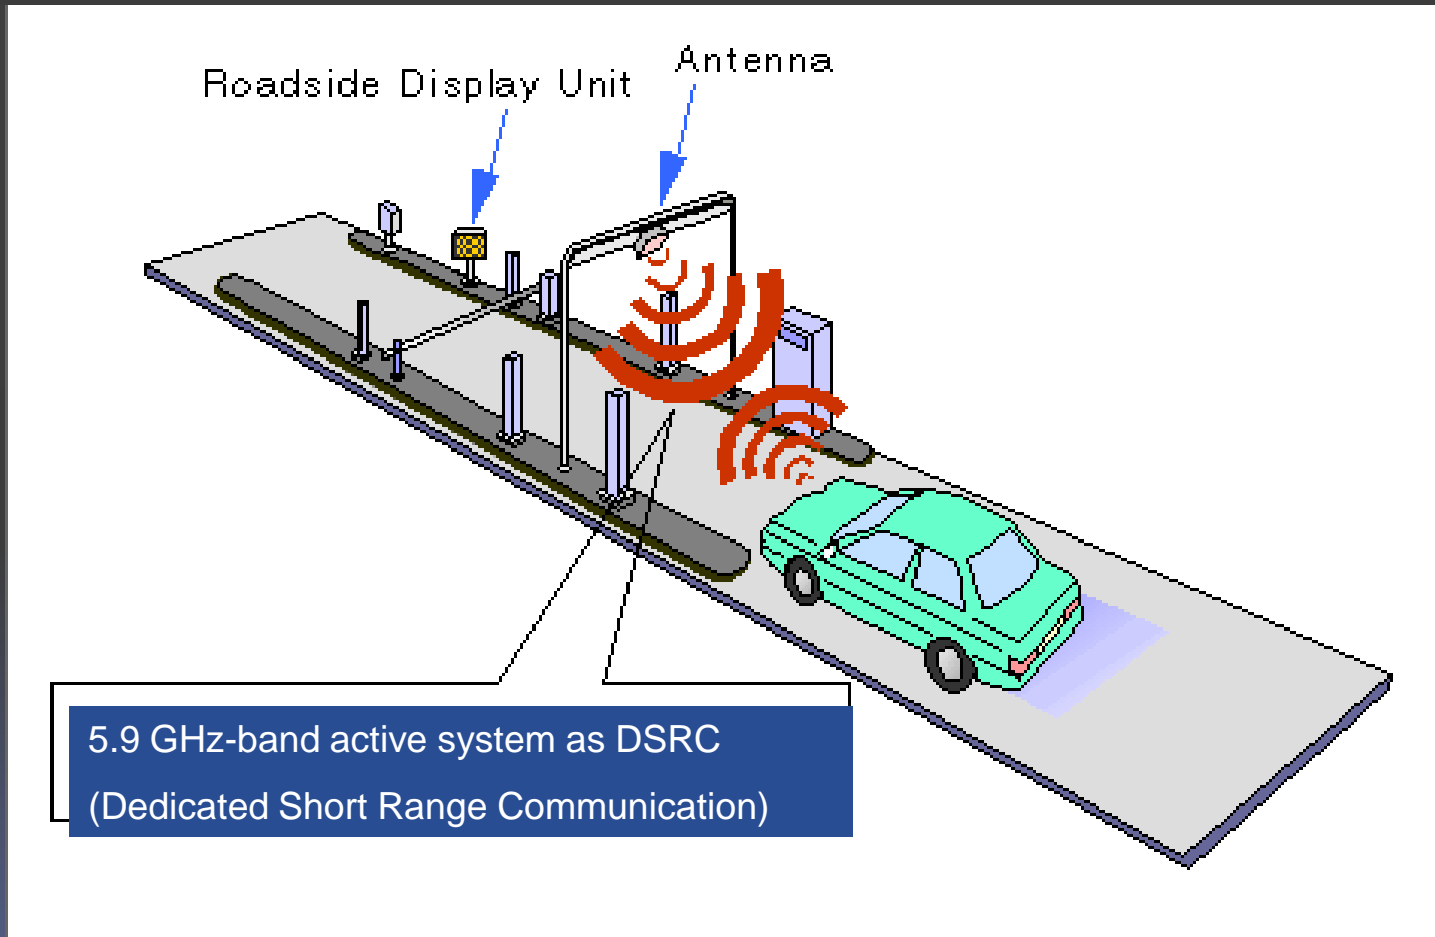 Roadside Display Unit
Antenna
5.9 GHz-band active system as DSRC
(Dedicated Short Range Communication)